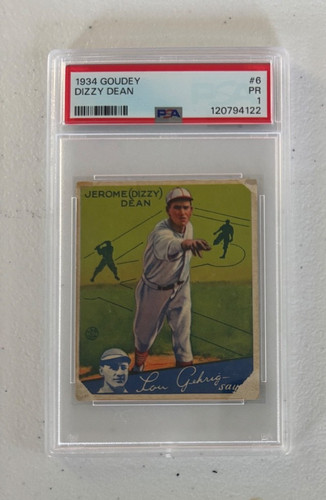 1934 GOUDEY #6
DIZZY DEAN PR
1
PSA 120794122
JEROME (DIZZY)
DEAN
Lou Gehrig
says